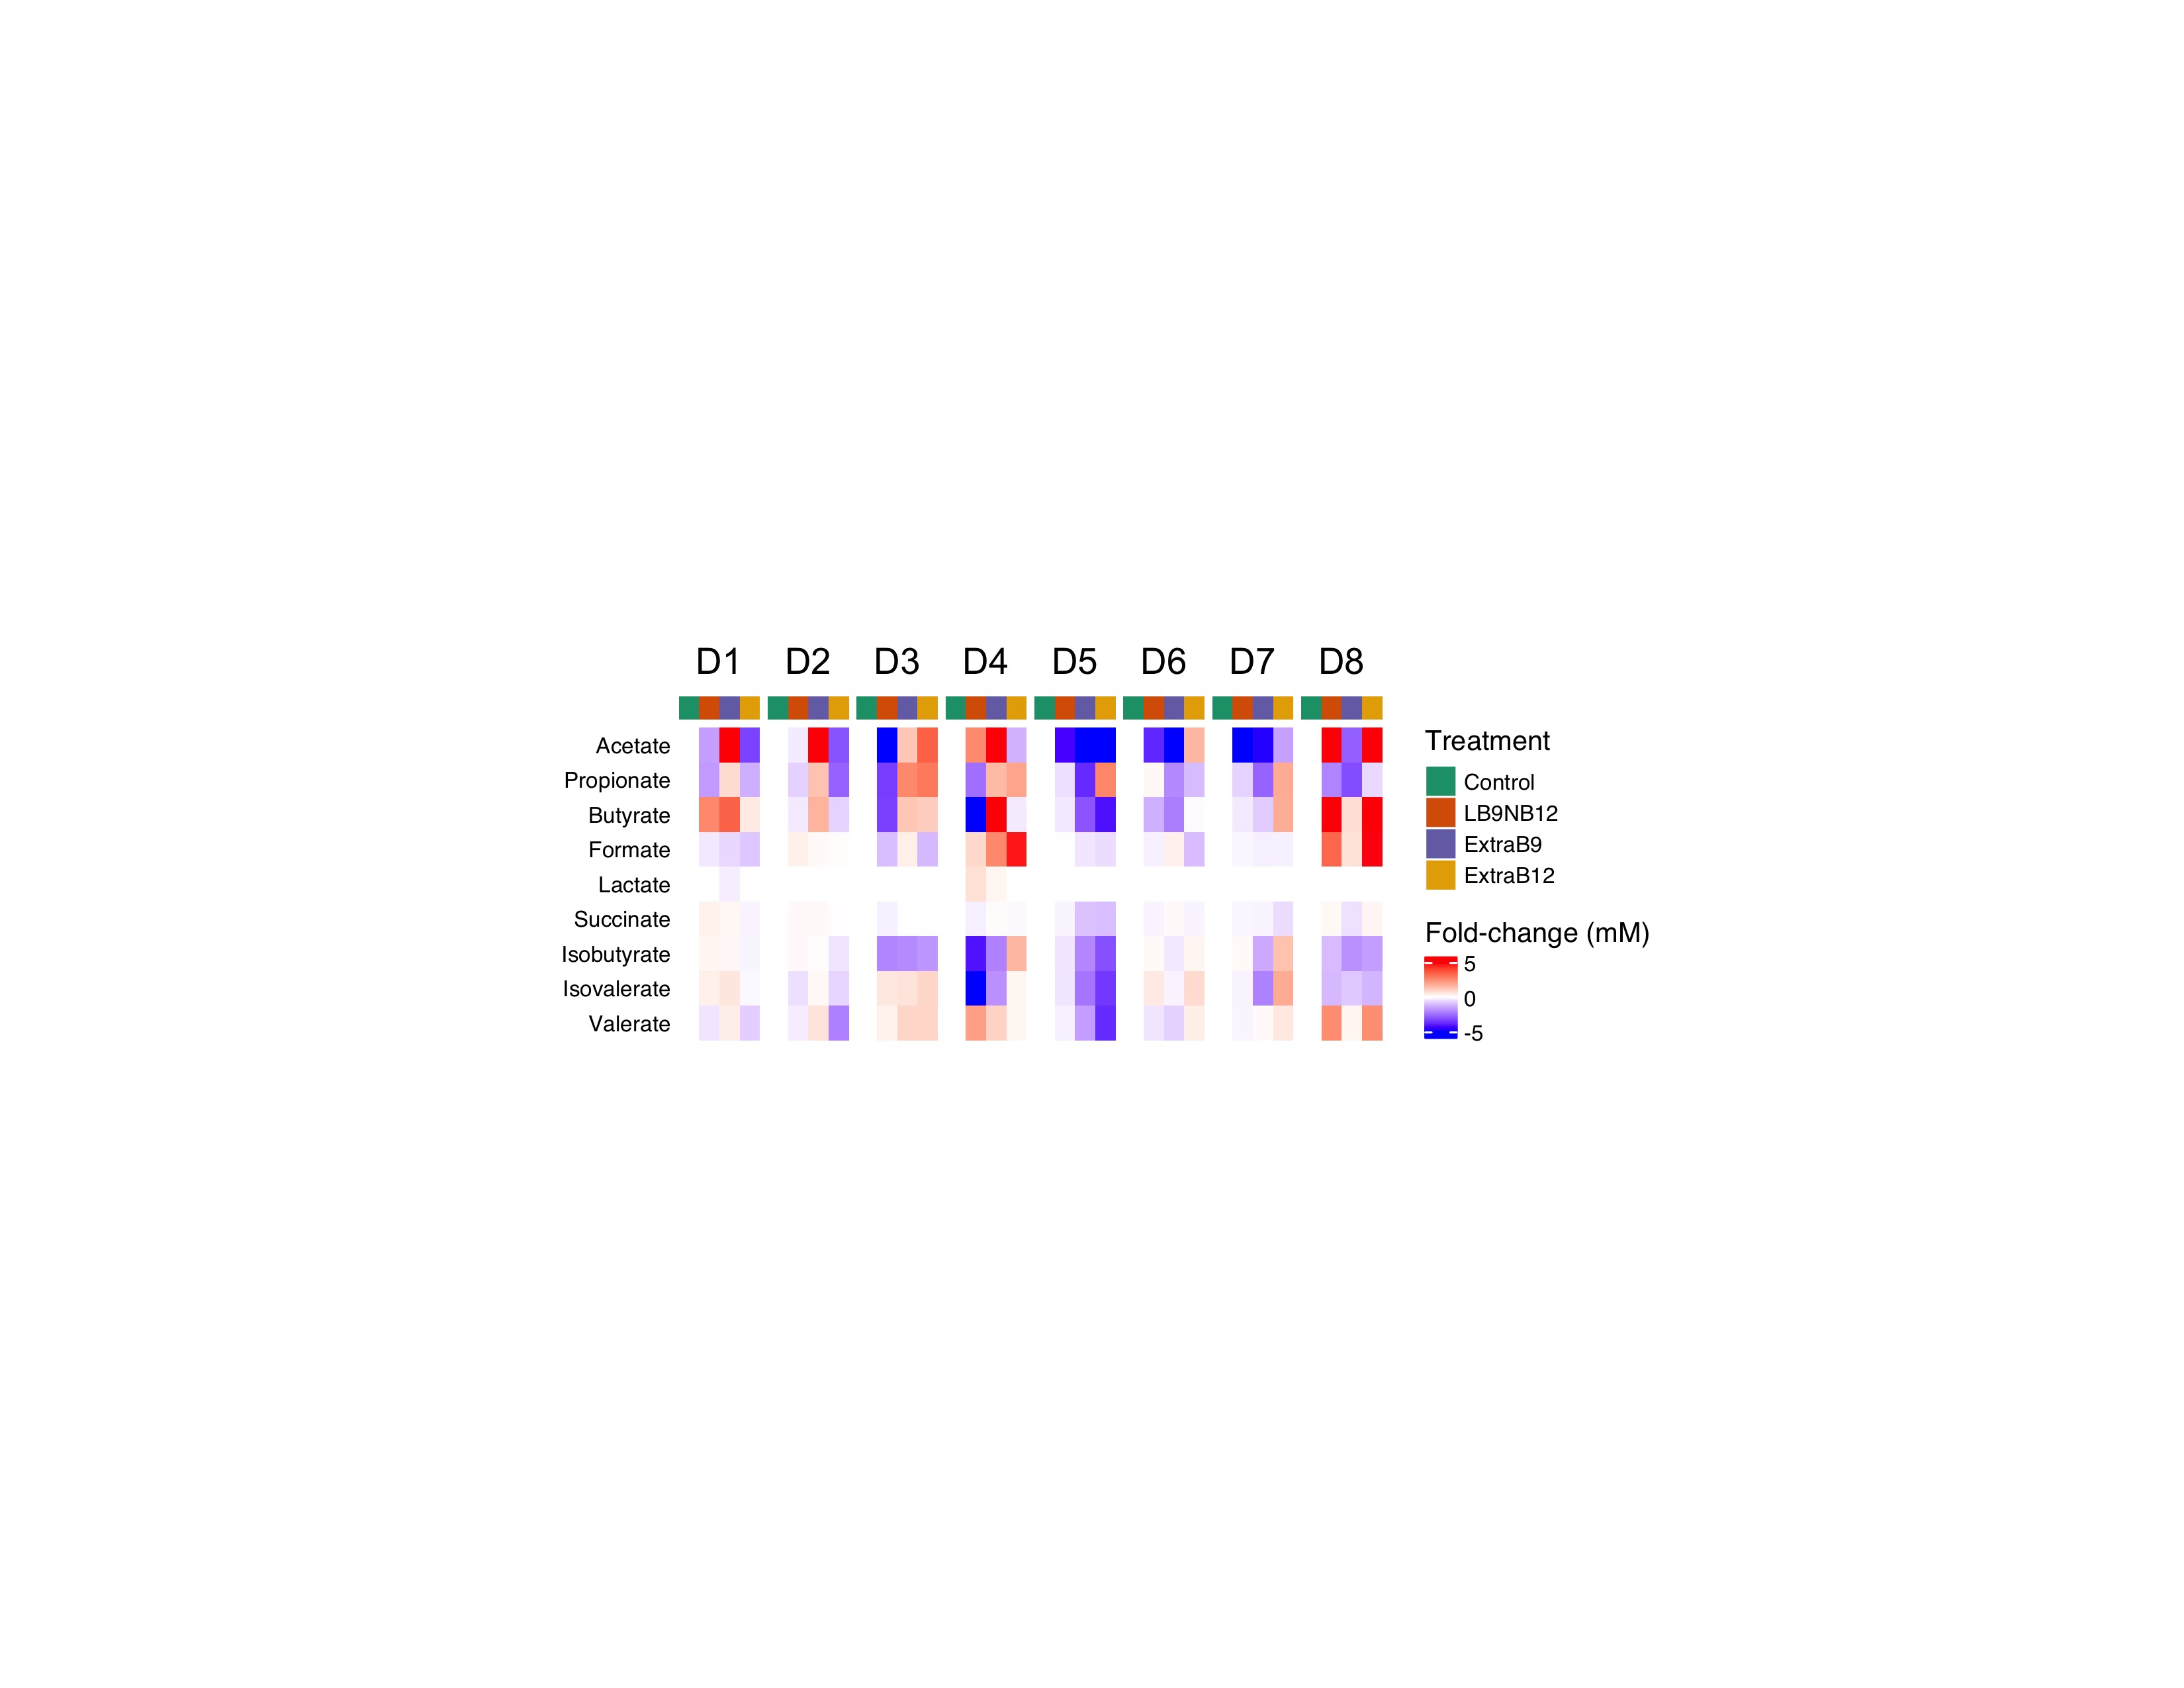 D1 D2 D3 D4 D5 D6 D7 D8
Acetate
Propionate
Butyrate
Formate
Lactate
Succinate
Isobutyrate
Isovalerate
Valerate
Treatment
Control
LB9NB12
ExtraB9
ExtraB12
Fold-change (mM)
5
0
-5